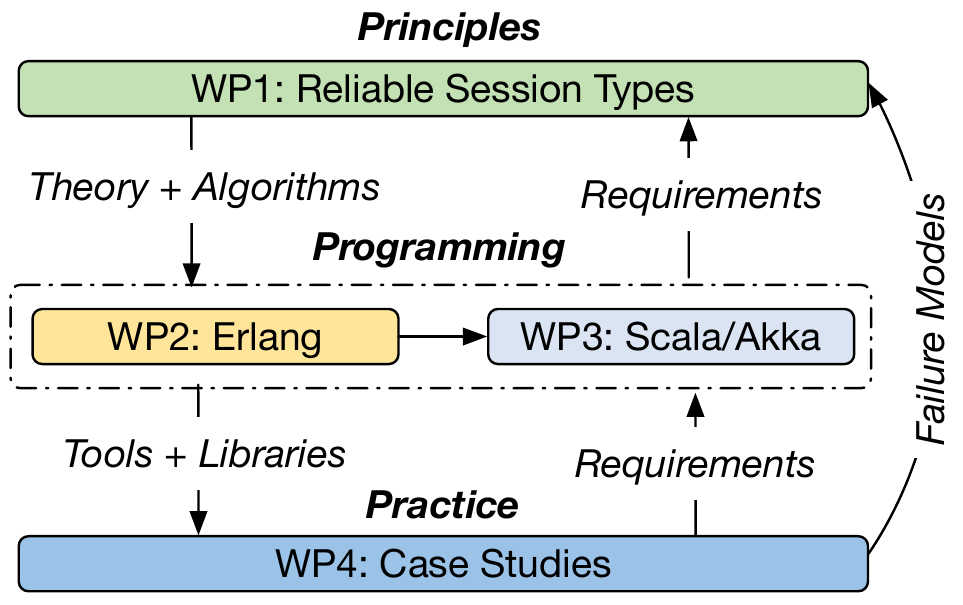 Principles
WP1: Reliable Session Types
Theory + Algorithms
Requirements
Programming
WP2: Erlang
WP3: Scala/Akka
Failure Models
Tools + Libraries
Requirements
Practice
WP4: Case Studies